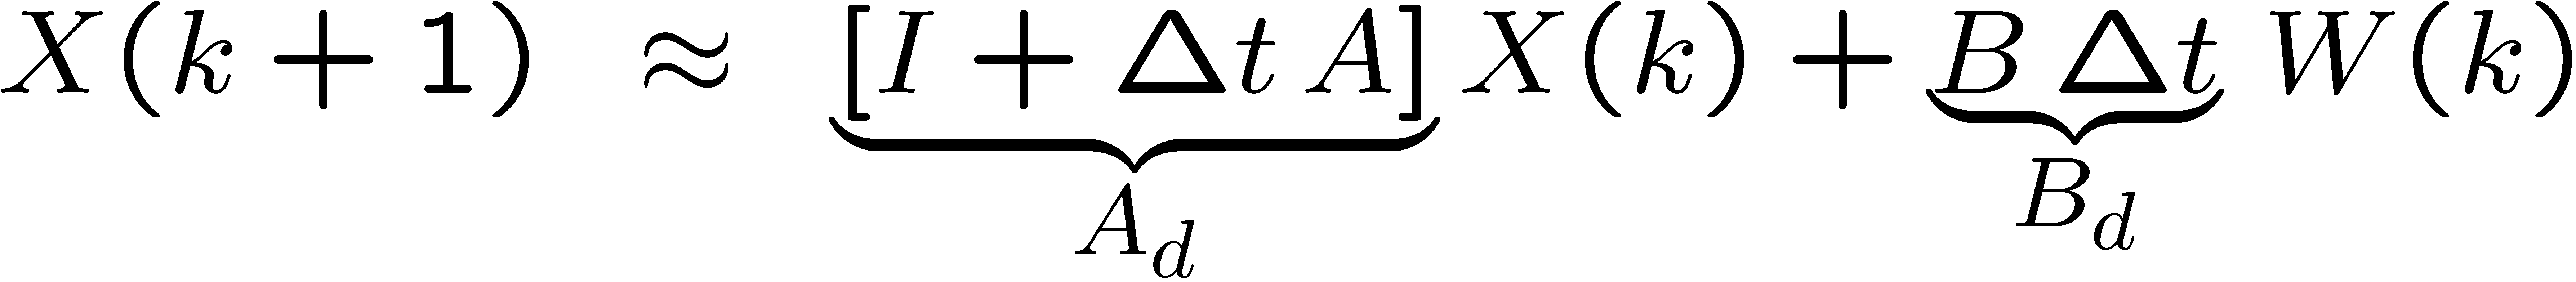 X(k + 1) ≈ [I + Δt A] X(k) + B Δt W(k)
A_d B_d